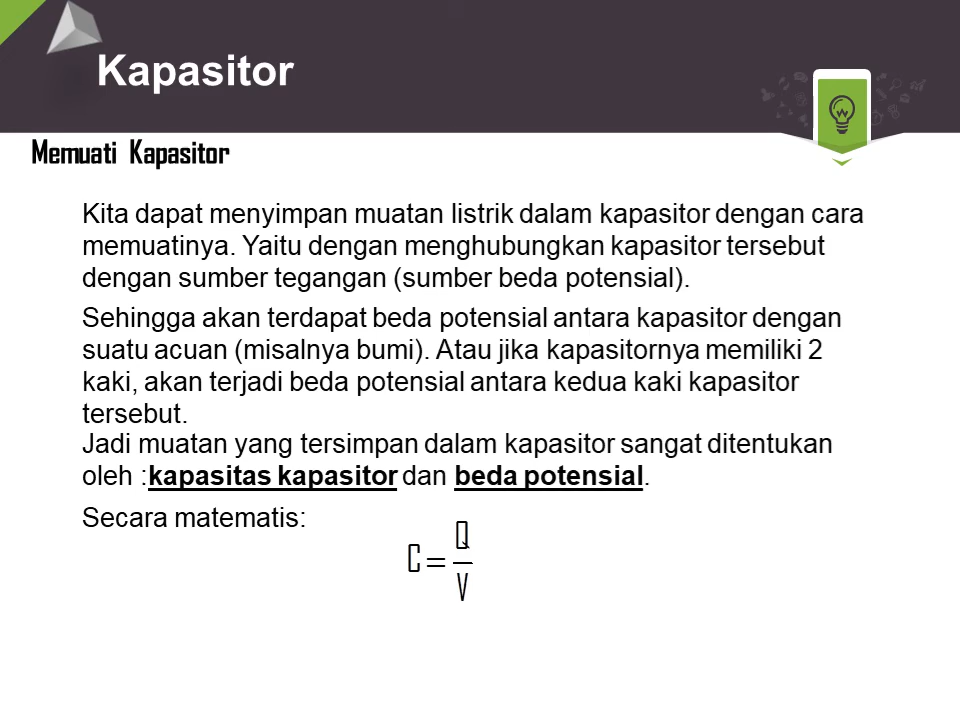 Kapasitor
Memuati Kapasitor
Kita dapat menyimpan muatan listrik dalam kapasitor dengan cara
memuatinya. Yaitu dengan menghubungkan kapasitor tersebut
dengan sumber tegangan (sumber beda potensial).
Sehingga akan terdapat beda potensial antara kapasitor dengan
suatu acuan (misalnya bumi). Atau jika kapasitornya memiliki 2
kaki, akan terjadi beda potensial antara kedua kaki kapasitor
tersebut.
Jadi muatan yang tersimpan dalam kapasitor sangat ditentukan
oleh :kapasitas kapasitor dan beda potensial.
Secara matematis:
C = Q/V